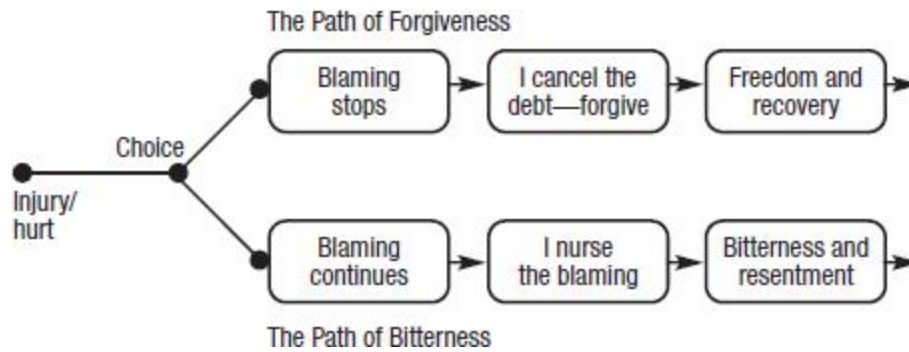 The Path of Forgiveness
Blaming
stops
I cancel the
debt—forgive
Freedom and
recovery
Choice
Injury/
hurt
Blaming
continues
I nurse
the blaming
Bitterness and
resentment
The Path of Bitterness